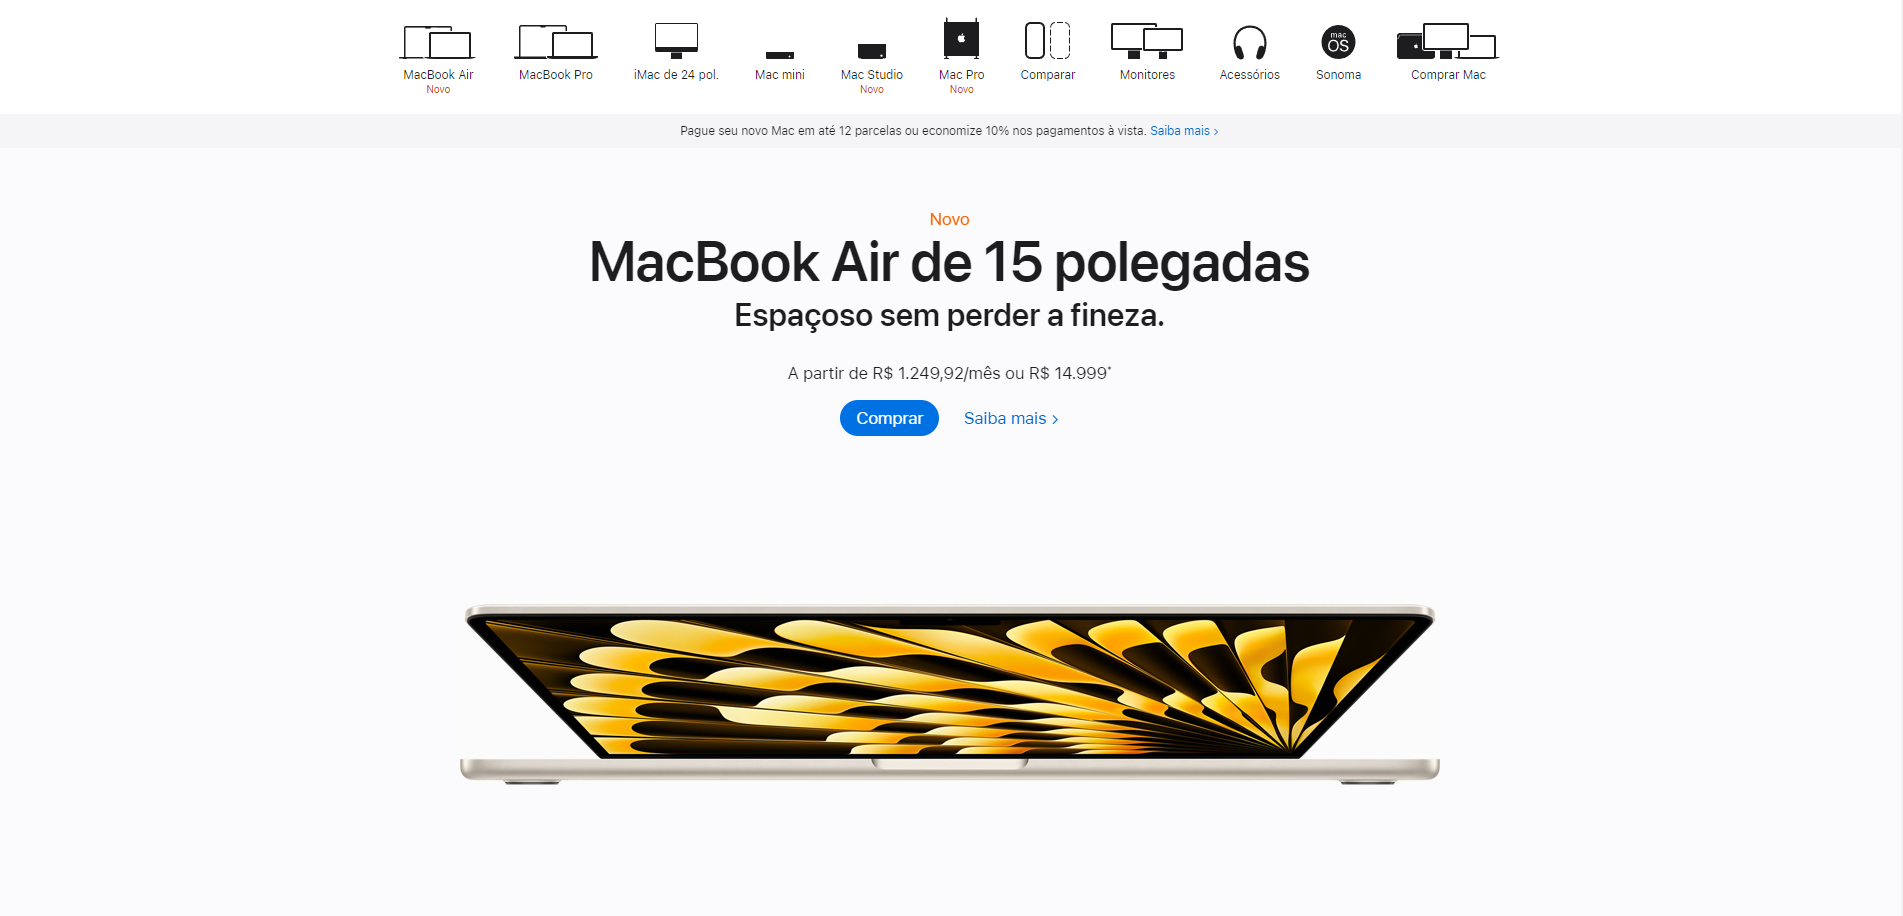 MacBook Air
Novo
MacBook Pro
iMac de 24 pol.
Mac mini
Mac Studio
Novo
Mac Pro
Novo
Comparar
Monitores
Acessórios
mac
OS
Sonoma
Comprar Mac
Pague seu novo Mac em até 12 parcelas ou economize 10% nos pagamentos à vista. Saiba mais >
Novo
MacBook Air de 15 polegadas
Espaçoso sem perder a fineza.
A partir de R$ 1.249,92/mês ou R$ 14.999*
Comprar Saiba mais >